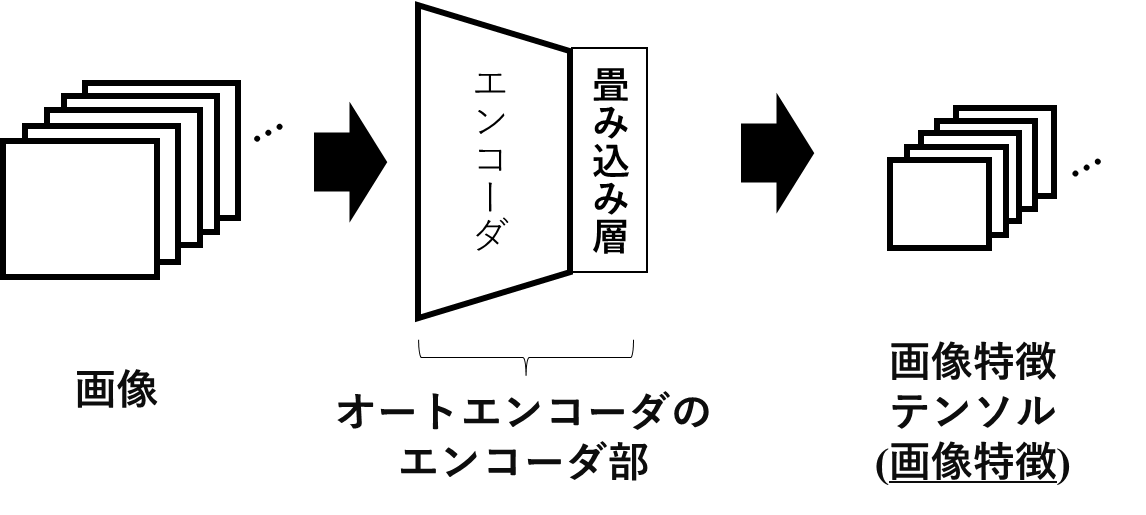 エンコーダ
畳み込み層
画像
オートエンコーダの
エンコーダ部
画像特徴
テンソル
(画像特徴)